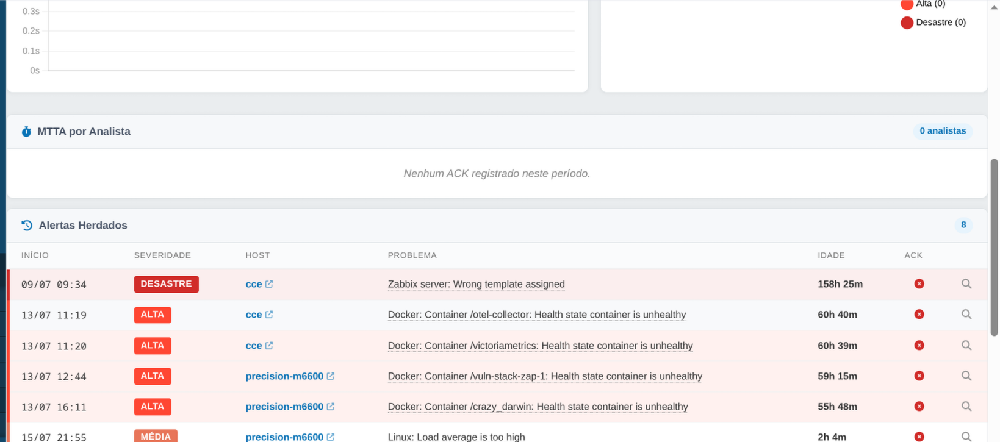 0.3s
0.2s
0.1s
0s
Alta (0)
Desastre (0)
MTTA por Analista
0 analistas
Nenhum ACK registrado neste período.
Alertas Herdados
8
INÍCIO SEVERIDADE HOST PROBLEMA IDADE ACK
09/07 09:34 DESASTRE cce Zabbix server: Wrong template assigned 158h 25m
13/07 11:19 ALTA cce Docker: Container /otel-collector: Health state container is unhealthy 60h 40m
13/07 11:20 ALTA cce Docker: Container /victoriametrics: Health state container is unhealthy 60h 39m
13/07 12:44 ALTA precision-m6600 Docker: Container /vuln-stack-zap-1: Health state container is unhealthy 59h 15m
13/07 16:11 ALTA precision-m6600 Docker: Container /crazy_darwin: Health state container is unhealthy 55h 48m
15/07 21:55 MÉDIA precision-m6600 Linux: Load average is too high 2h 4m